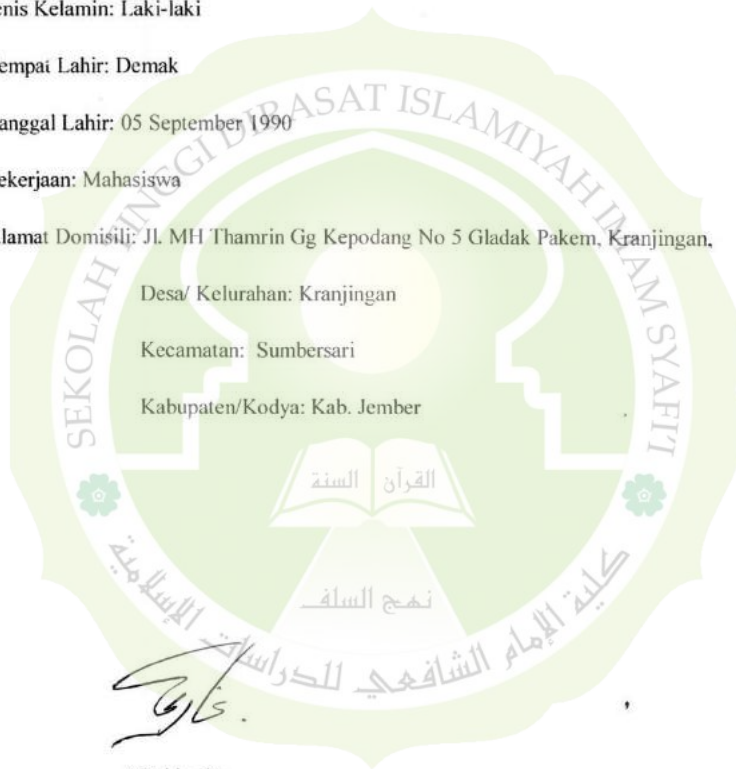 enis Kelamin: Laki-laki
empat Lahir: Demak
anggal Lahir: 05 September 1990
ekerjaan: Mahasiswa
lamat Domisili: Jl. MH Thamrin Gg Kepodang No 5 Gladak Pakem, Kranjingan,
Desa/ Kelurahan: Kranjingan
Kecamatan: Sumbersari
Kabupaten/Kodya: Kab. Jember
SEKOLAH TINGGI DIRASAT ISLAMIYAH IMAM SYAFI'I
القرآن السنة
نهج السلف
كلية الإمام الشافعي للدراسات الإسلامية